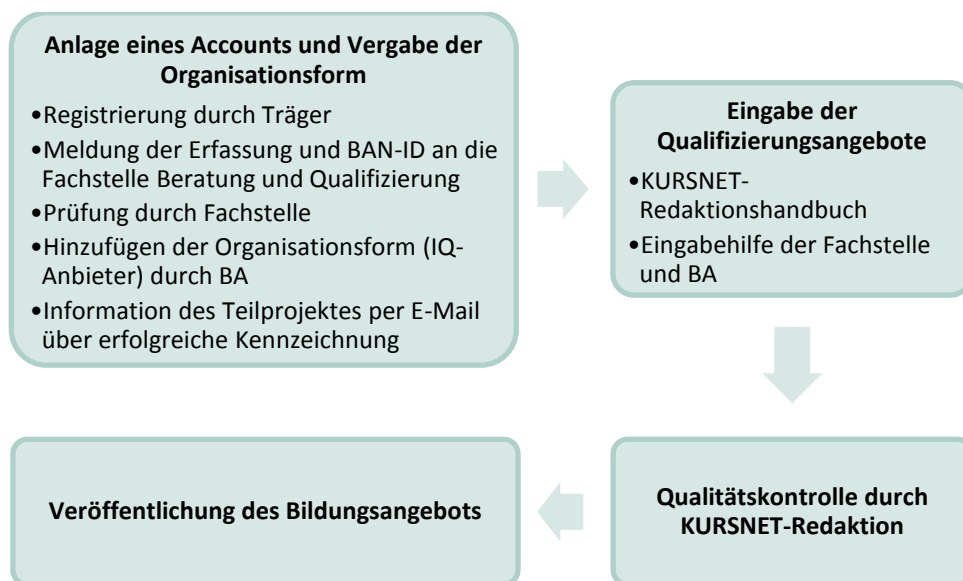 Anlage eines Accounts und Vergabe der
Organisationsform
•Registrierung durch Träger
•Meldung der Erfassung und BAN-ID an die
Fachstelle Beratung und Qualifizierung
•Prüfung durch Fachstelle
•Hinzufügen der Organisationsform (IQ-
Anbieter) durch BA
•Information des Teilprojektes per E-Mail
über erfolgreiche Kennzeichnung
Eingabe der
Qualifizierungsangebote
•KURSNET-
Redaktionshandbuch
•Eingabehilfe der Fachstelle
und BA
Qualitätskontrolle durch
KURSNET-Redaktion
Veröffentlichung des Bildungsangebots